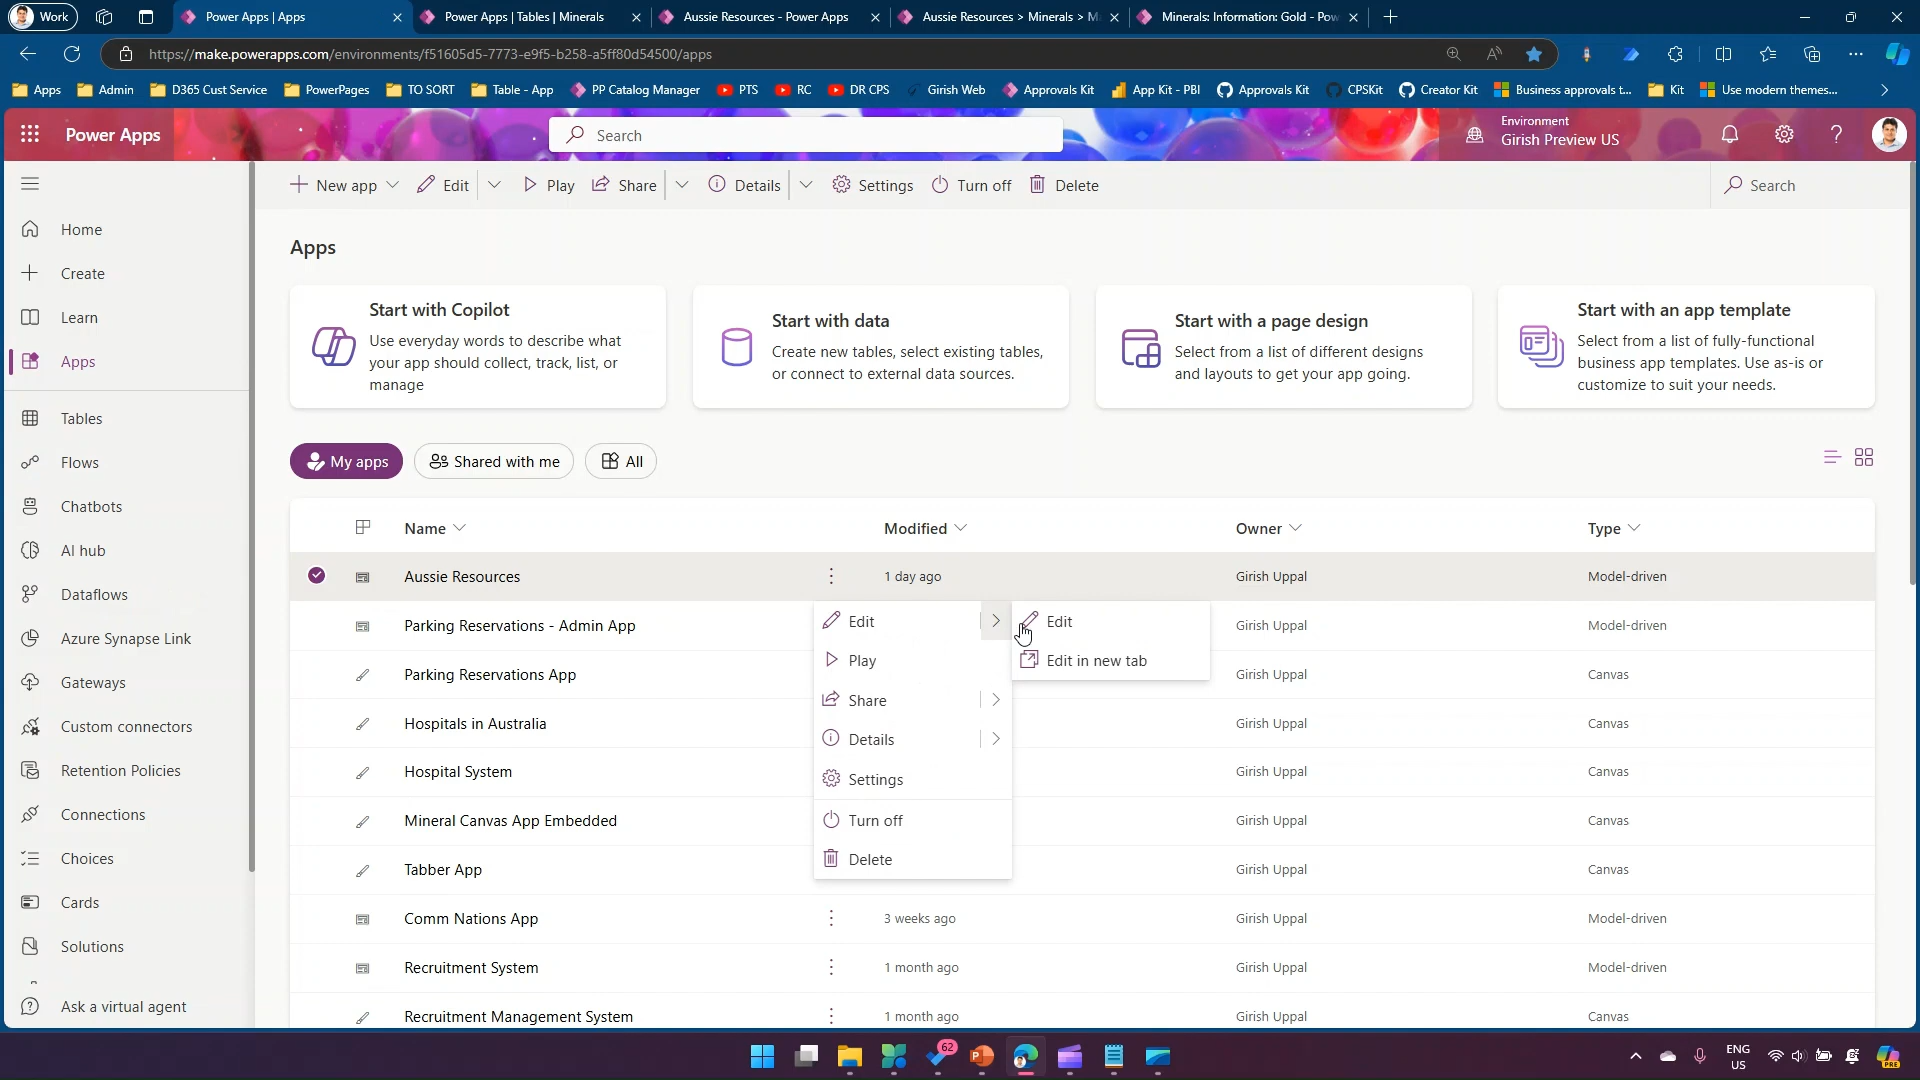 Work
Power Apps | Apps
Power Apps | Tables | Minerals
Aussie Resources - Power Apps
Aussie Resources > Minerals > M
Minerals: Information: Gold - Pow
https://make.powerapps.com/environments/f51605d5-7773-e9f5-b258-a5ff80d54500/apps
Apps
Admin
D365 Cust Service
PowerPages
TO SORT
Table - App
PP Catalog Manager
PTS
RC
DR CPS
Girish Web
Approvals Kit
App Kit - PBI
Approvals Kit
CPSKit
Creator Kit
Business approvals t...
Kit
Use modern themes...
Power Apps
Search
Environment
Girish Preview US
New app
Edit
Play
Share
Details
Settings
Turn off
Delete
Search
Home
Create
Learn
Apps
Tables
Flows
Chatbots
AI hub
Dataflows
Azure Synapse Link
Gateways
Custom connectors
Retention Policies
Connections
Choices
Cards
Solutions
Ask a virtual agent
Apps
Start with Copilot
Use everyday words to describe what
your app should collect, track, list, or
manage
Start with data
Create new tables, select existing tables,
or connect to external data sources.
Start with a page design
Select from a list of different designs
and layouts to get your app going.
Start with an app template
Select from a list of fully-functional
business app templates. Use as-is or
customize to suit your needs.
My apps
Shared with me
All
Name Modified Owner Type
Aussie Resources 1 day ago Girish Uppal Model-driven
Parking Reservations - Admin App Girish Uppal Model-driven
Parking Reservations App Girish Uppal Canvas
Hospitals in Australia Girish Uppal Canvas
Hospital System Girish Uppal Canvas
Mineral Canvas App Embedded Girish Uppal Canvas
Tabber App Girish Uppal Canvas
Comm Nations App 3 weeks ago Girish Uppal Model-driven
Recruitment System 1 month ago Girish Uppal Model-driven
Recruitment Management System 1 month ago Girish Uppal Canvas
Edit
Play
Share
Details
Settings
Turn off
Delete
Edit
Edit in new tab
62
ENG
US
PRE